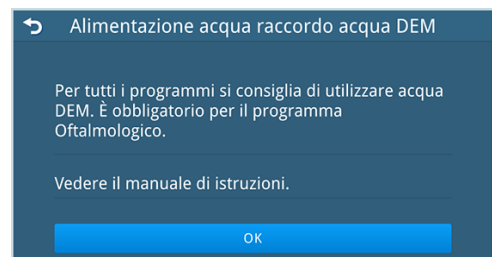 Alimentazione acqua raccordo acqua DEM
Per tutti i programmi si consiglia di utilizzare acqua
DEM. È obbligatorio per il programma
Oftalmologico.
Vedere il manuale di istruzioni.
OK